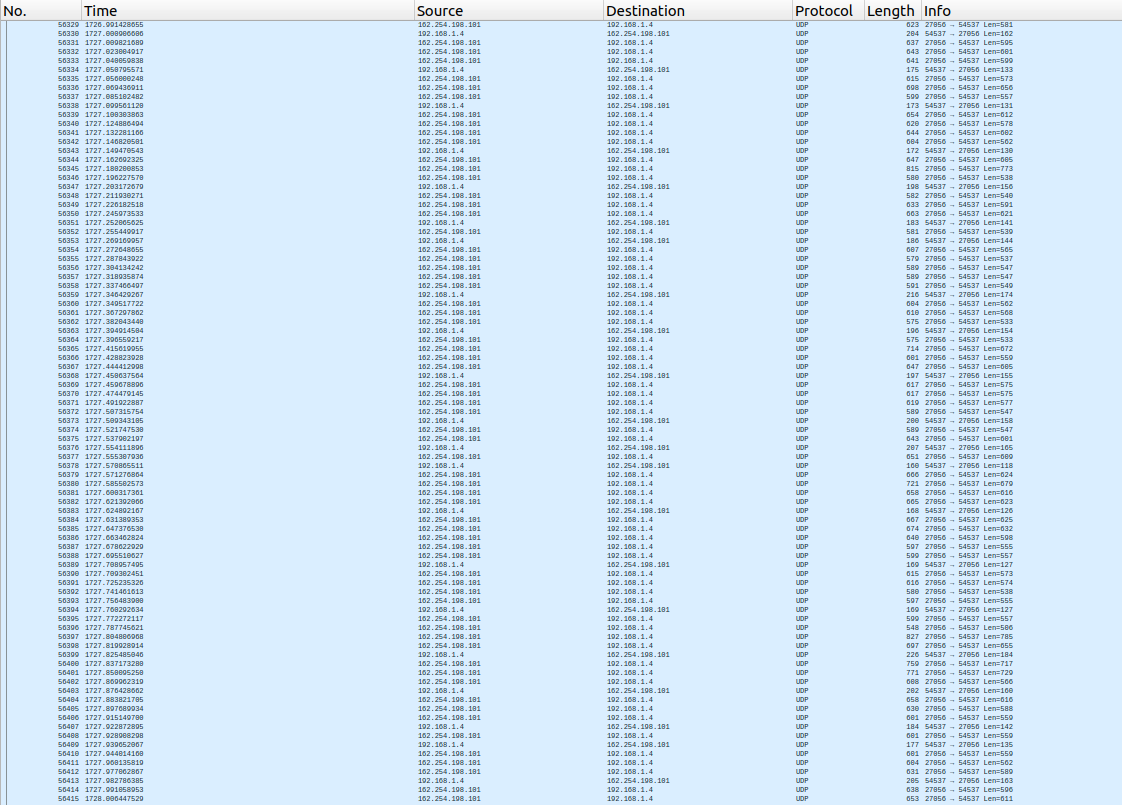 No. Time Source Destination Protocol Length Info
56329 1726.991428655 162.254.198.101 192.168.1.4 UDP 623 27056 → 54537 Len=581
56330 1727.000906606 192.168.1.4 162.254.198.101 UDP 204 54537 → 27056 Len=162
56331 1727.009821689 162.254.198.101 192.168.1.4 UDP 637 27056 → 54537 Len=595
56332 1727.023004917 162.254.198.101 192.168.1.4 UDP 643 27056 → 54537 Len=601
56333 1727.040059838 162.254.198.101 192.168.1.4 UDP 641 27056 → 54537 Len=599
56334 1727.050795571 192.168.1.4 162.254.198.101 UDP 175 54537 → 27056 Len=133
56335 1727.056000248 162.254.198.101 192.168.1.4 UDP 615 27056 → 54537 Len=573
56336 1727.069436911 162.254.198.101 192.168.1.4 UDP 698 27056 → 54537 Len=656
56337 1727.085102482 162.254.198.101 192.168.1.4 UDP 599 27056 → 54537 Len=557
56338 1727.099561120 192.168.1.4 162.254.198.101 UDP 173 54537 → 27056 Len=131
56339 1727.100303863 162.254.198.101 192.168.1.4 UDP 654 27056 → 54537 Len=612
56340 1727.124886494 162.254.198.101 192.168.1.4 UDP 620 27056 → 54537 Len=578
56341 1727.132281166 162.254.198.101 192.168.1.4 UDP 644 27056 → 54537 Len=602
56342 1727.146820501 162.254.198.101 192.168.1.4 UDP 604 27056 → 54537 Len=562
56343 1727.149470543 192.168.1.4 162.254.198.101 UDP 172 54537 → 27056 Len=130
56344 1727.162692325 162.254.198.101 192.168.1.4 UDP 647 27056 → 54537 Len=605
56345 1727.180200853 162.254.198.101 192.168.1.4 UDP 815 27056 → 54537 Len=773
56346 1727.196227570 162.254.198.101 192.168.1.4 UDP 580 27056 → 54537 Len=538
56347 1727.203172679 192.168.1.4 162.254.198.101 UDP 198 54537 → 27056 Len=156
56348 1727.211930271 162.254.198.101 192.168.1.4 UDP 582 27056 → 54537 Len=540
56349 1727.226182518 162.254.198.101 192.168.1.4 UDP 633 27056 → 54537 Len=591
56350 1727.245973533 162.254.198.101 192.168.1.4 UDP 663 27056 → 54537 Len=621
56351 1727.252065625 192.168.1.4 162.254.198.101 UDP 183 54537 → 27056 Len=141
56352 1727.255449917 162.254.198.101 192.168.1.4 UDP 581 27056 → 54537 Len=539
56353 1727.269169957 192.168.1.4 162.254.198.101 UDP 186 54537 → 27056 Len=144
56354 1727.272648655 162.254.198.101 192.168.1.4 UDP 607 27056 → 54537 Len=565
56355 1727.287843922 162.254.198.101 192.168.1.4 UDP 579 27056 → 54537 Len=537
56356 1727.304134242 162.254.198.101 192.168.1.4 UDP 589 27056 → 54537 Len=547
56357 1727.318935874 162.254.198.101 192.168.1.4 UDP 589 27056 → 54537 Len=547
56358 1727.337466497 162.254.198.101 192.168.1.4 UDP 591 27056 → 54537 Len=549
56359 1727.346429267 192.168.1.4 162.254.198.101 UDP 216 54537 → 27056 Len=174
56360 1727.349517722 162.254.198.101 192.168.1.4 UDP 604 27056 → 54537 Len=562
56361 1727.367297862 162.254.198.101 192.168.1.4 UDP 610 27056 → 54537 Len=568
56362 1727.382043440 162.254.198.101 192.168.1.4 UDP 575 27056 → 54537 Len=533
56363 1727.394914504 192.168.1.4 162.254.198.101 UDP 196 54537 → 27056 Len=154
56364 1727.396559217 162.254.198.101 192.168.1.4 UDP 575 27056 → 54537 Len=533
56365 1727.415619955 162.254.198.101 192.168.1.4 UDP 714 27056 → 54537 Len=672
56366 1727.428823928 162.254.198.101 192.168.1.4 UDP 601 27056 → 54537 Len=559
56367 1727.444412998 162.254.198.101 192.168.1.4 UDP 647 27056 → 54537 Len=605
56368 1727.450637564 192.168.1.4 162.254.198.101 UDP 197 54537 → 27056 Len=155
56369 1727.459678896 162.254.198.101 192.168.1.4 UDP 617 27056 → 54537 Len=575
56370 1727.474479145 162.254.198.101 192.168.1.4 UDP 617 27056 → 54537 Len=575
56371 1727.491922887 162.254.198.101 192.168.1.4 UDP 619 27056 → 54537 Len=577
56372 1727.507315754 162.254.198.101 192.168.1.4 UDP 589 27056 → 54537 Len=547
56373 1727.509343105 192.168.1.4 162.254.198.101 UDP 200 54537 → 27056 Len=158
56374 1727.521747530 162.254.198.101 192.168.1.4 UDP 589 27056 → 54537 Len=547
56375 1727.537902197 162.254.198.101 192.168.1.4 UDP 643 27056 → 54537 Len=601
56376 1727.554111896 192.168.1.4 162.254.198.101 UDP 207 54537 → 27056 Len=165
56377 1727.555307936 162.254.198.101 192.168.1.4 UDP 651 27056 → 54537 Len=609
56378 1727.570865511 192.168.1.4 162.254.198.101 UDP 160 54537 → 27056 Len=118
56379 1727.571276864 162.254.198.101 192.168.1.4 UDP 666 27056 → 54537 Len=624
56380 1727.585502573 162.254.198.101 192.168.1.4 UDP 721 27056 → 54537 Len=679
56381 1727.600317361 162.254.198.101 192.168.1.4 UDP 658 27056 → 54537 Len=616
56382 1727.621392066 162.254.198.101 192.168.1.4 UDP 665 27056 → 54537 Len=623
56383 1727.624892167 192.168.1.4 162.254.198.101 UDP 168 54537 → 27056 Len=126
56384 1727.631389353 162.254.198.101 192.168.1.4 UDP 667 27056 → 54537 Len=625
56385 1727.647376530 162.254.198.101 192.168.1.4 UDP 674 27056 → 54537 Len=632
56386 1727.663462824 162.254.198.101 192.168.1.4 UDP 640 27056 → 54537 Len=598
56387 1727.678622929 162.254.198.101 192.168.1.4 UDP 597 27056 → 54537 Len=555
56388 1727.695510627 162.254.198.101 192.168.1.4 UDP 599 27056 → 54537 Len=557
56389 1727.708957495 192.168.1.4 162.254.198.101 UDP 169 54537 → 27056 Len=127
56390 1727.709302451 162.254.198.101 192.168.1.4 UDP 615 27056 → 54537 Len=573
56391 1727.725235326 162.254.198.101 192.168.1.4 UDP 616 27056 → 54537 Len=574
56392 1727.741461613 162.254.198.101 192.168.1.4 UDP 580 27056 → 54537 Len=538
56393 1727.756403900 162.254.198.101 192.168.1.4 UDP 597 27056 → 54537 Len=555
56394 1727.760292634 192.168.1.4 162.254.198.101 UDP 169 54537 → 27056 Len=127
56395 1727.772272117 162.254.198.101 192.168.1.4 UDP 599 27056 → 54537 Len=557
56396 1727.787745621 162.254.198.101 192.168.1.4 UDP 548 27056 → 54537 Len=506
56397 1727.804806968 162.254.198.101 192.168.1.4 UDP 827 27056 → 54537 Len=785
56398 1727.819928914 162.254.198.101 192.168.1.4 UDP 697 27056 → 54537 Len=655
56399 1727.825485046 192.168.1.4 162.254.198.101 UDP 226 54537 → 27056 Len=184
56400 1727.837173280 162.254.198.101 192.168.1.4 UDP 759 27056 → 54537 Len=717
56401 1727.850095250 162.254.198.101 192.168.1.4 UDP 771 27056 → 54537 Len=729
56402 1727.869962319 162.254.198.101 192.168.1.4 UDP 608 27056 → 54537 Len=566
56403 1727.876428662 192.168.1.4 162.254.198.101 UDP 202 54537 → 27056 Len=160
56404 1727.883821705 162.254.198.101 192.168.1.4 UDP 658 27056 → 54537 Len=616
56405 1727.897689934 162.254.198.101 192.168.1.4 UDP 630 27056 → 54537 Len=588
56406 1727.915149700 162.254.198.101 192.168.1.4 UDP 601 27056 → 54537 Len=559
56407 1727.922872895 192.168.1.4 162.254.198.101 UDP 184 54537 → 27056 Len=142
56408 1727.928908298 162.254.198.101 192.168.1.4 UDP 601 27056 → 54537 Len=559
56409 1727.939652067 192.168.1.4 162.254.198.101 UDP 177 54537 → 27056 Len=135
56410 1727.944014160 162.254.198.101 192.168.1.4 UDP 601 27056 → 54537 Len=559
56411 1727.960135819 162.254.198.101 192.168.1.4 UDP 604 27056 → 54537 Len=562
56412 1727.977062867 162.254.198.101 192.168.1.4 UDP 631 27056 → 54537 Len=589
56413 1727.982786305 192.168.1.4 162.254.198.101 UDP 205 54537 → 27056 Len=163
56414 1727.991058953 162.254.198.101 192.168.1.4 UDP 638 27056 → 54537 Len=596
56415 1728.006447529 162.254.198.101 192.168.1.4 UDP 653 27056 → 54537 Len=611